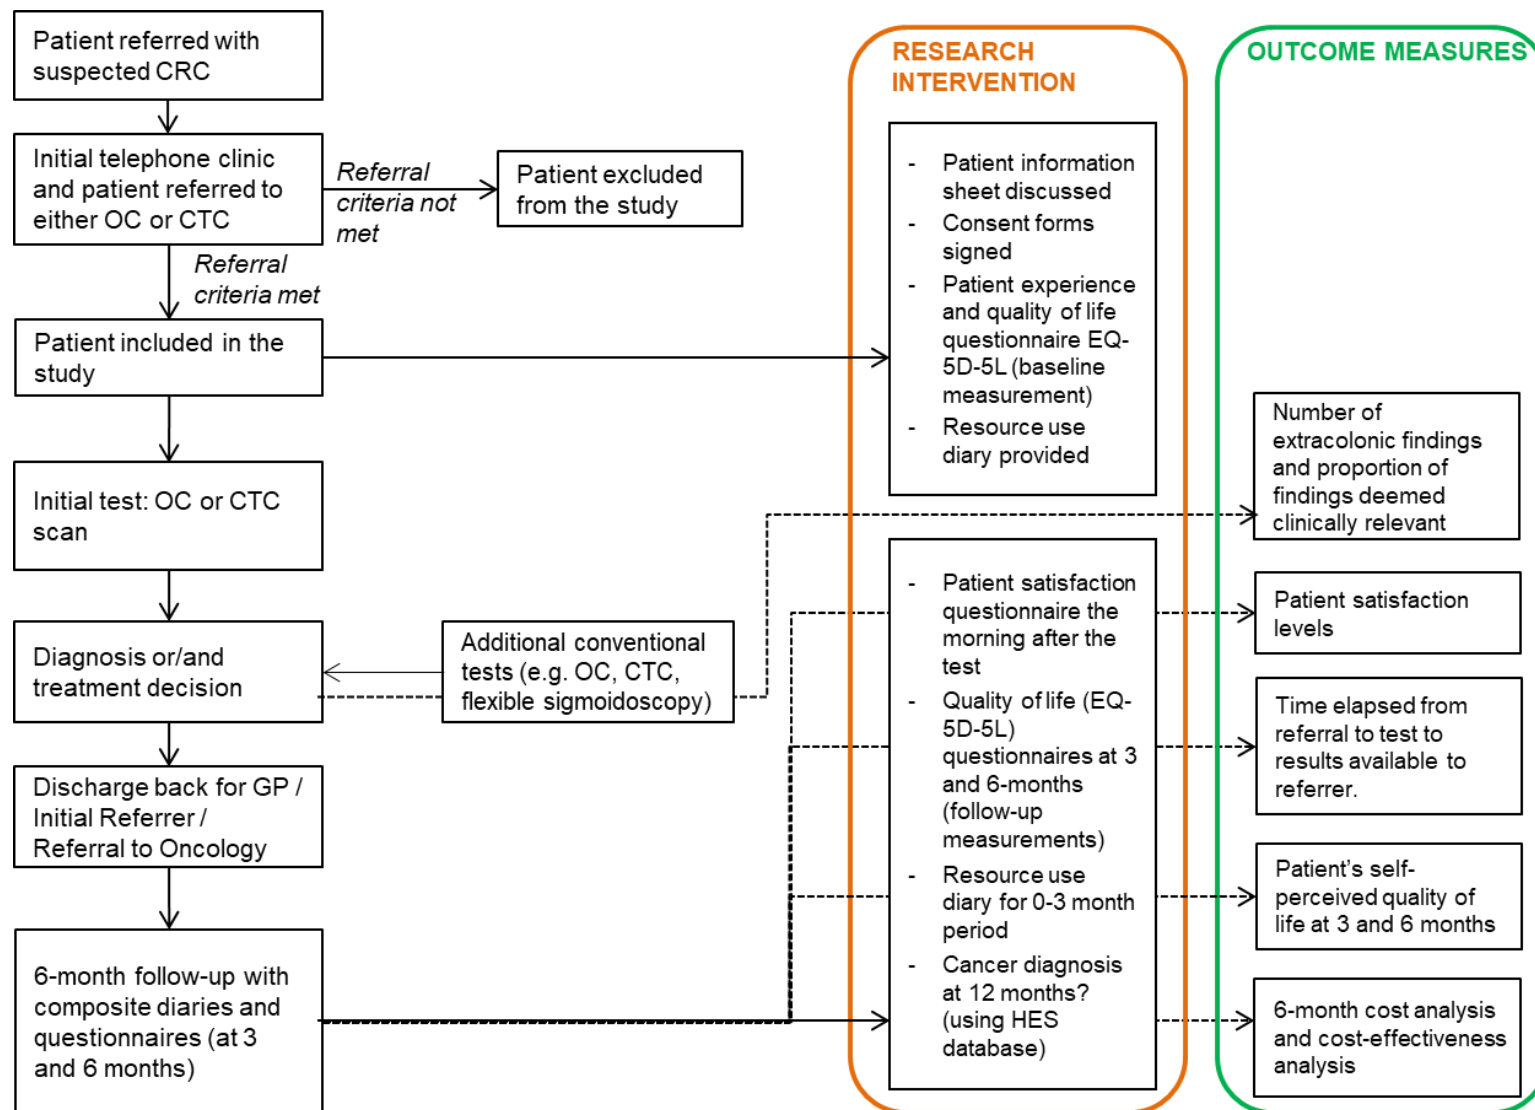 Patient referred with
suspected CRC
Initial telephone clinic
and patient referred to
either OC or CTC
Referral
criteria not
met
Patient excluded
from the study
Referral
criteria met
Patient included in the
study
Initial test: OC or CTC
scan
Diagnosis or/and
treatment decision
Additional conventional
tests (e.g. OC, CTC,
flexible sigmoidoscopy)
Discharge back for GP /
Initial Referrer /
Referral to Oncology
6-month follow-up with
composite diaries and
questionnaires (at 3
and 6 months)
RESEARCH
INTERVENTION
- Patient information
sheet discussed
- Consent forms
signed
- Patient experience
and quality of life
questionnaire EQ-
5D-5L (baseline
measurement)
- Resource use
diary provided
- Patient satisfaction
questionnaire the
morning after the
test
- Quality of life (EQ-
5D-5L)
questionnaires at 3
and 6-months
(follow-up
measurements)
- Resource use
diary for 0-3 month
period
- Cancer diagnosis
at 12 months?
(using HES
database)
OUTCOME MEASURES
Number of
extracolonic findings
and proportion of
findings deemed
clinically relevant
Patient satisfaction
levels
Time elapsed from
referral to test to
results available to
referrer.
Patient’s self-
perceived quality of
life at 3 and 6 months
6-month cost analysis
and cost-effectiveness
analysis